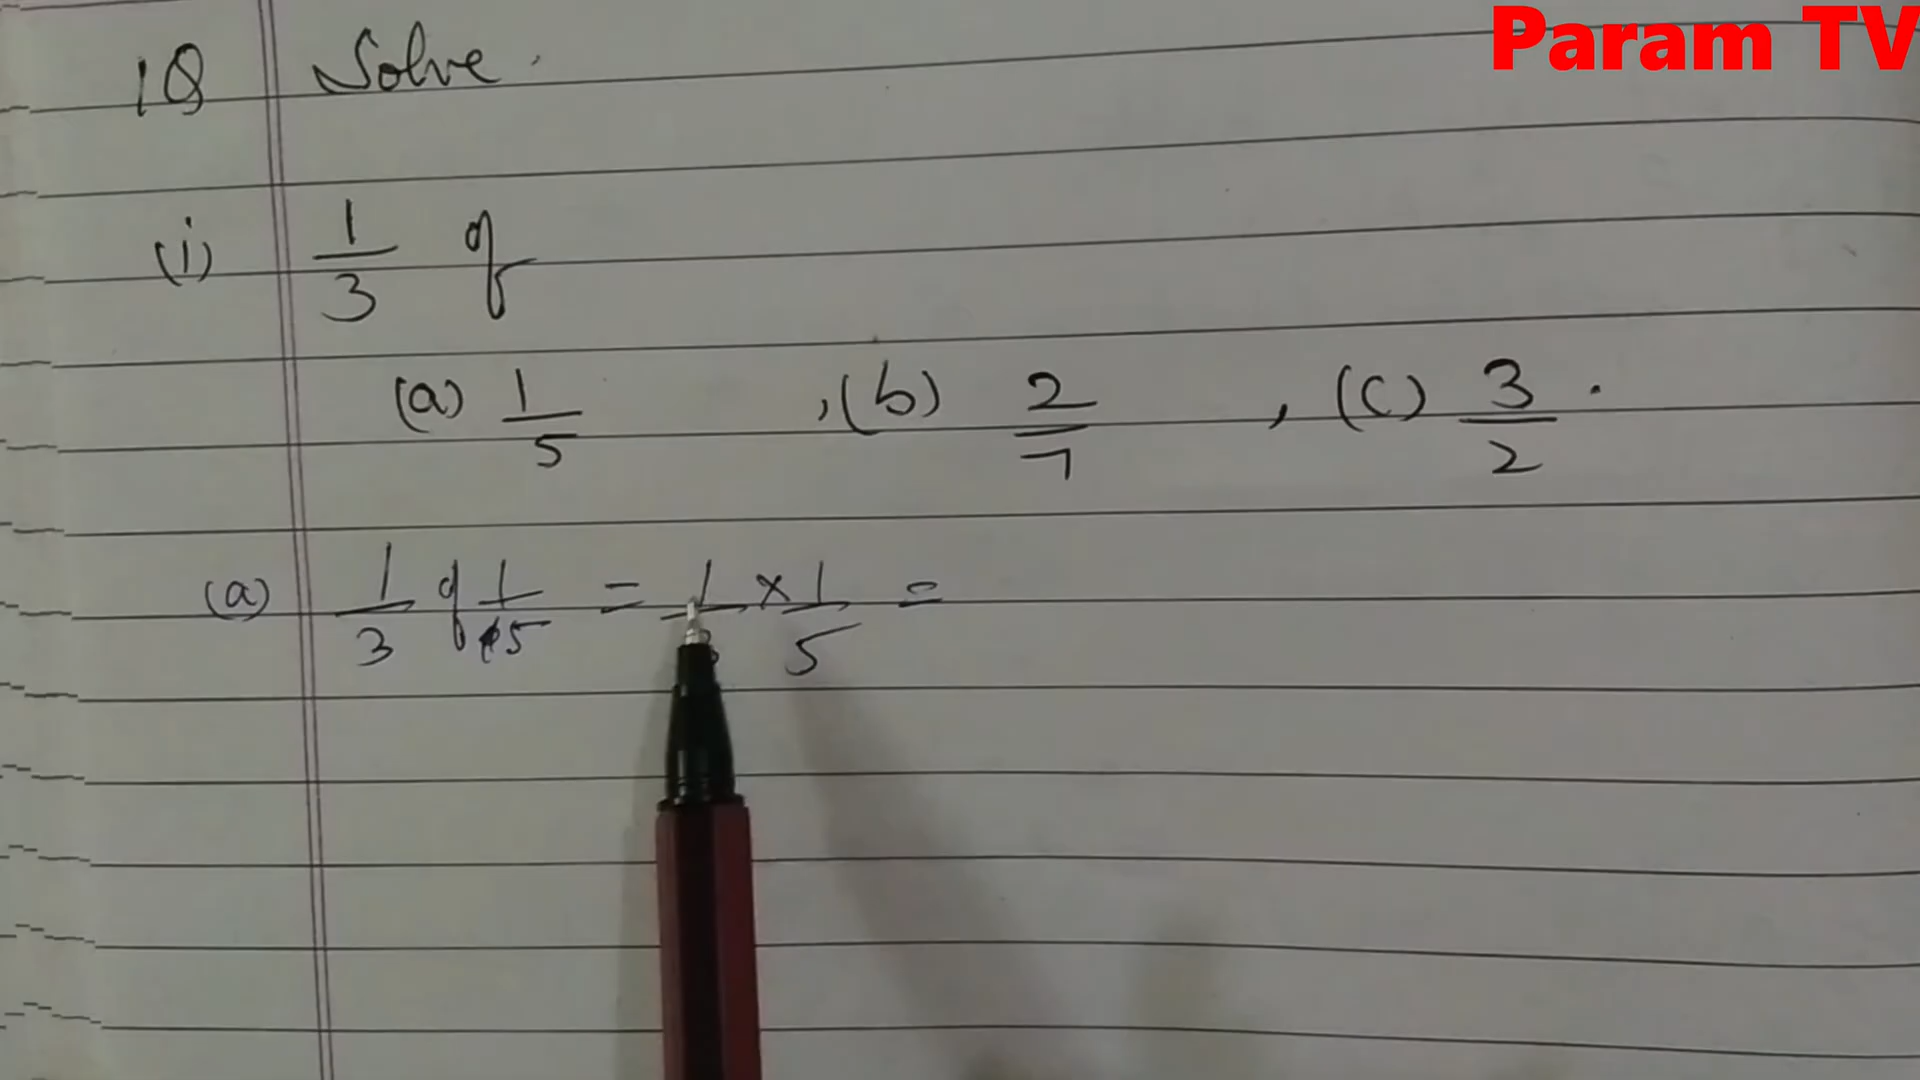 Param TV
1Q Solve.
(i) 1/3 of
(a) 1/5 , (b) 2/7 , (c) 3/2 .
(a) 1/3 of 1/5 = 1/3 × 1/5 =